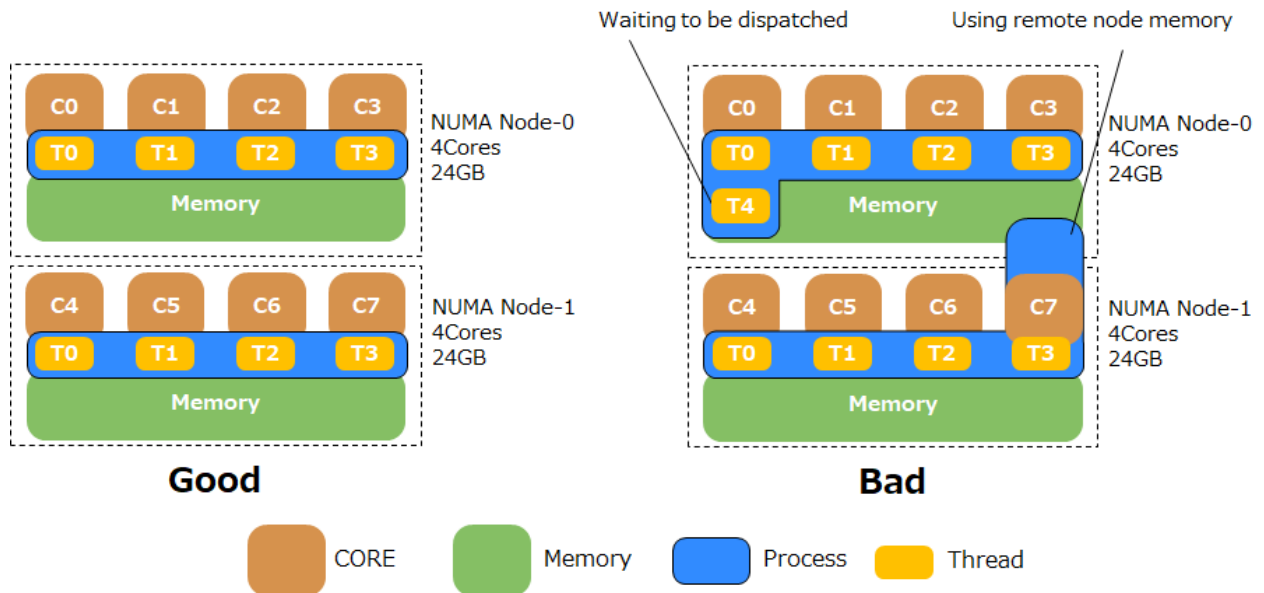 Waiting to be dispatched
Using remote node memory
C0 C1 C2 C3
T0 T1 T2 T3
Memory
NUMA Node-0
4Cores
24GB
C4 C5 C6 C7
T0 T1 T2 T3
Memory
NUMA Node-1
4Cores
24GB
Good
C0 C1 C2 C3
T0 T1 T2 T3
T4
Memory
NUMA Node-0
4Cores
24GB
C4 C5 C6 C7
T0 T1 T2 T3
Memory
NUMA Node-1
4Cores
24GB
Bad
CORE
Memory
Process
Thread